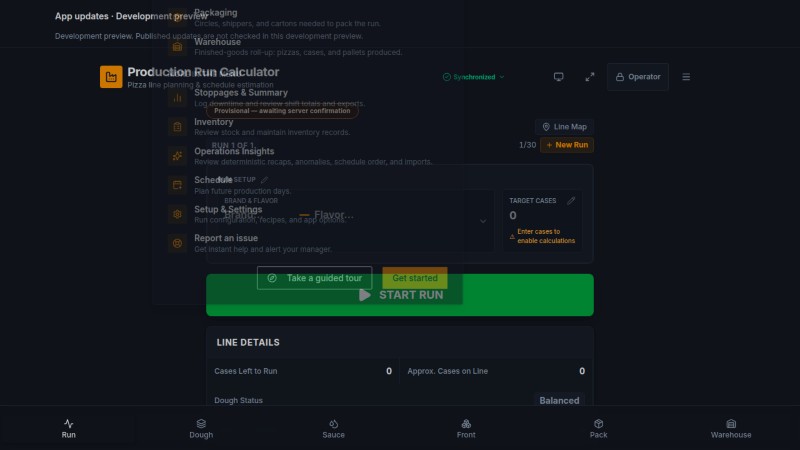 App updates · Development preview
Packaging
Circles, snippers, and cartons needed to pack the run.
Development preview. Published updates are not checked in this development preview.
Warehouse
Finished-goods roll-up: pizzas, cases, and pallets produced.
Production Run Calculator
Pizza line planning & schedule estimation
Synchronized
Operator
Stoppages & Summary
Log downtime and review shift totals and exports.
Provisional — awaiting server confirmation
Inventory
Review stock and maintain inventory records.
Line Map
RUN 1 OF 1
1/30
+ New Run
Operations Insights
Review deterministic recaps, anomalies, schedule order, and imports.
Schedule
RUN SETUP
Plan future production days.
BRAND & FLAVOR
TARGET CASES
Setup & Settings
Run configuration, recipes, and app options.
Brand...
— Flavor...
0
Enter cases to
enable calculations
Report an issue
Get instant help and alert your manager.
Take a guided tour
Get started
START RUN
LINE DETAILS
Cases Left to Run
0
Approx. Cases on Line
0
Dough Status
Balanced
Run
Dough
Sauce
Front
Pack
Warehouse